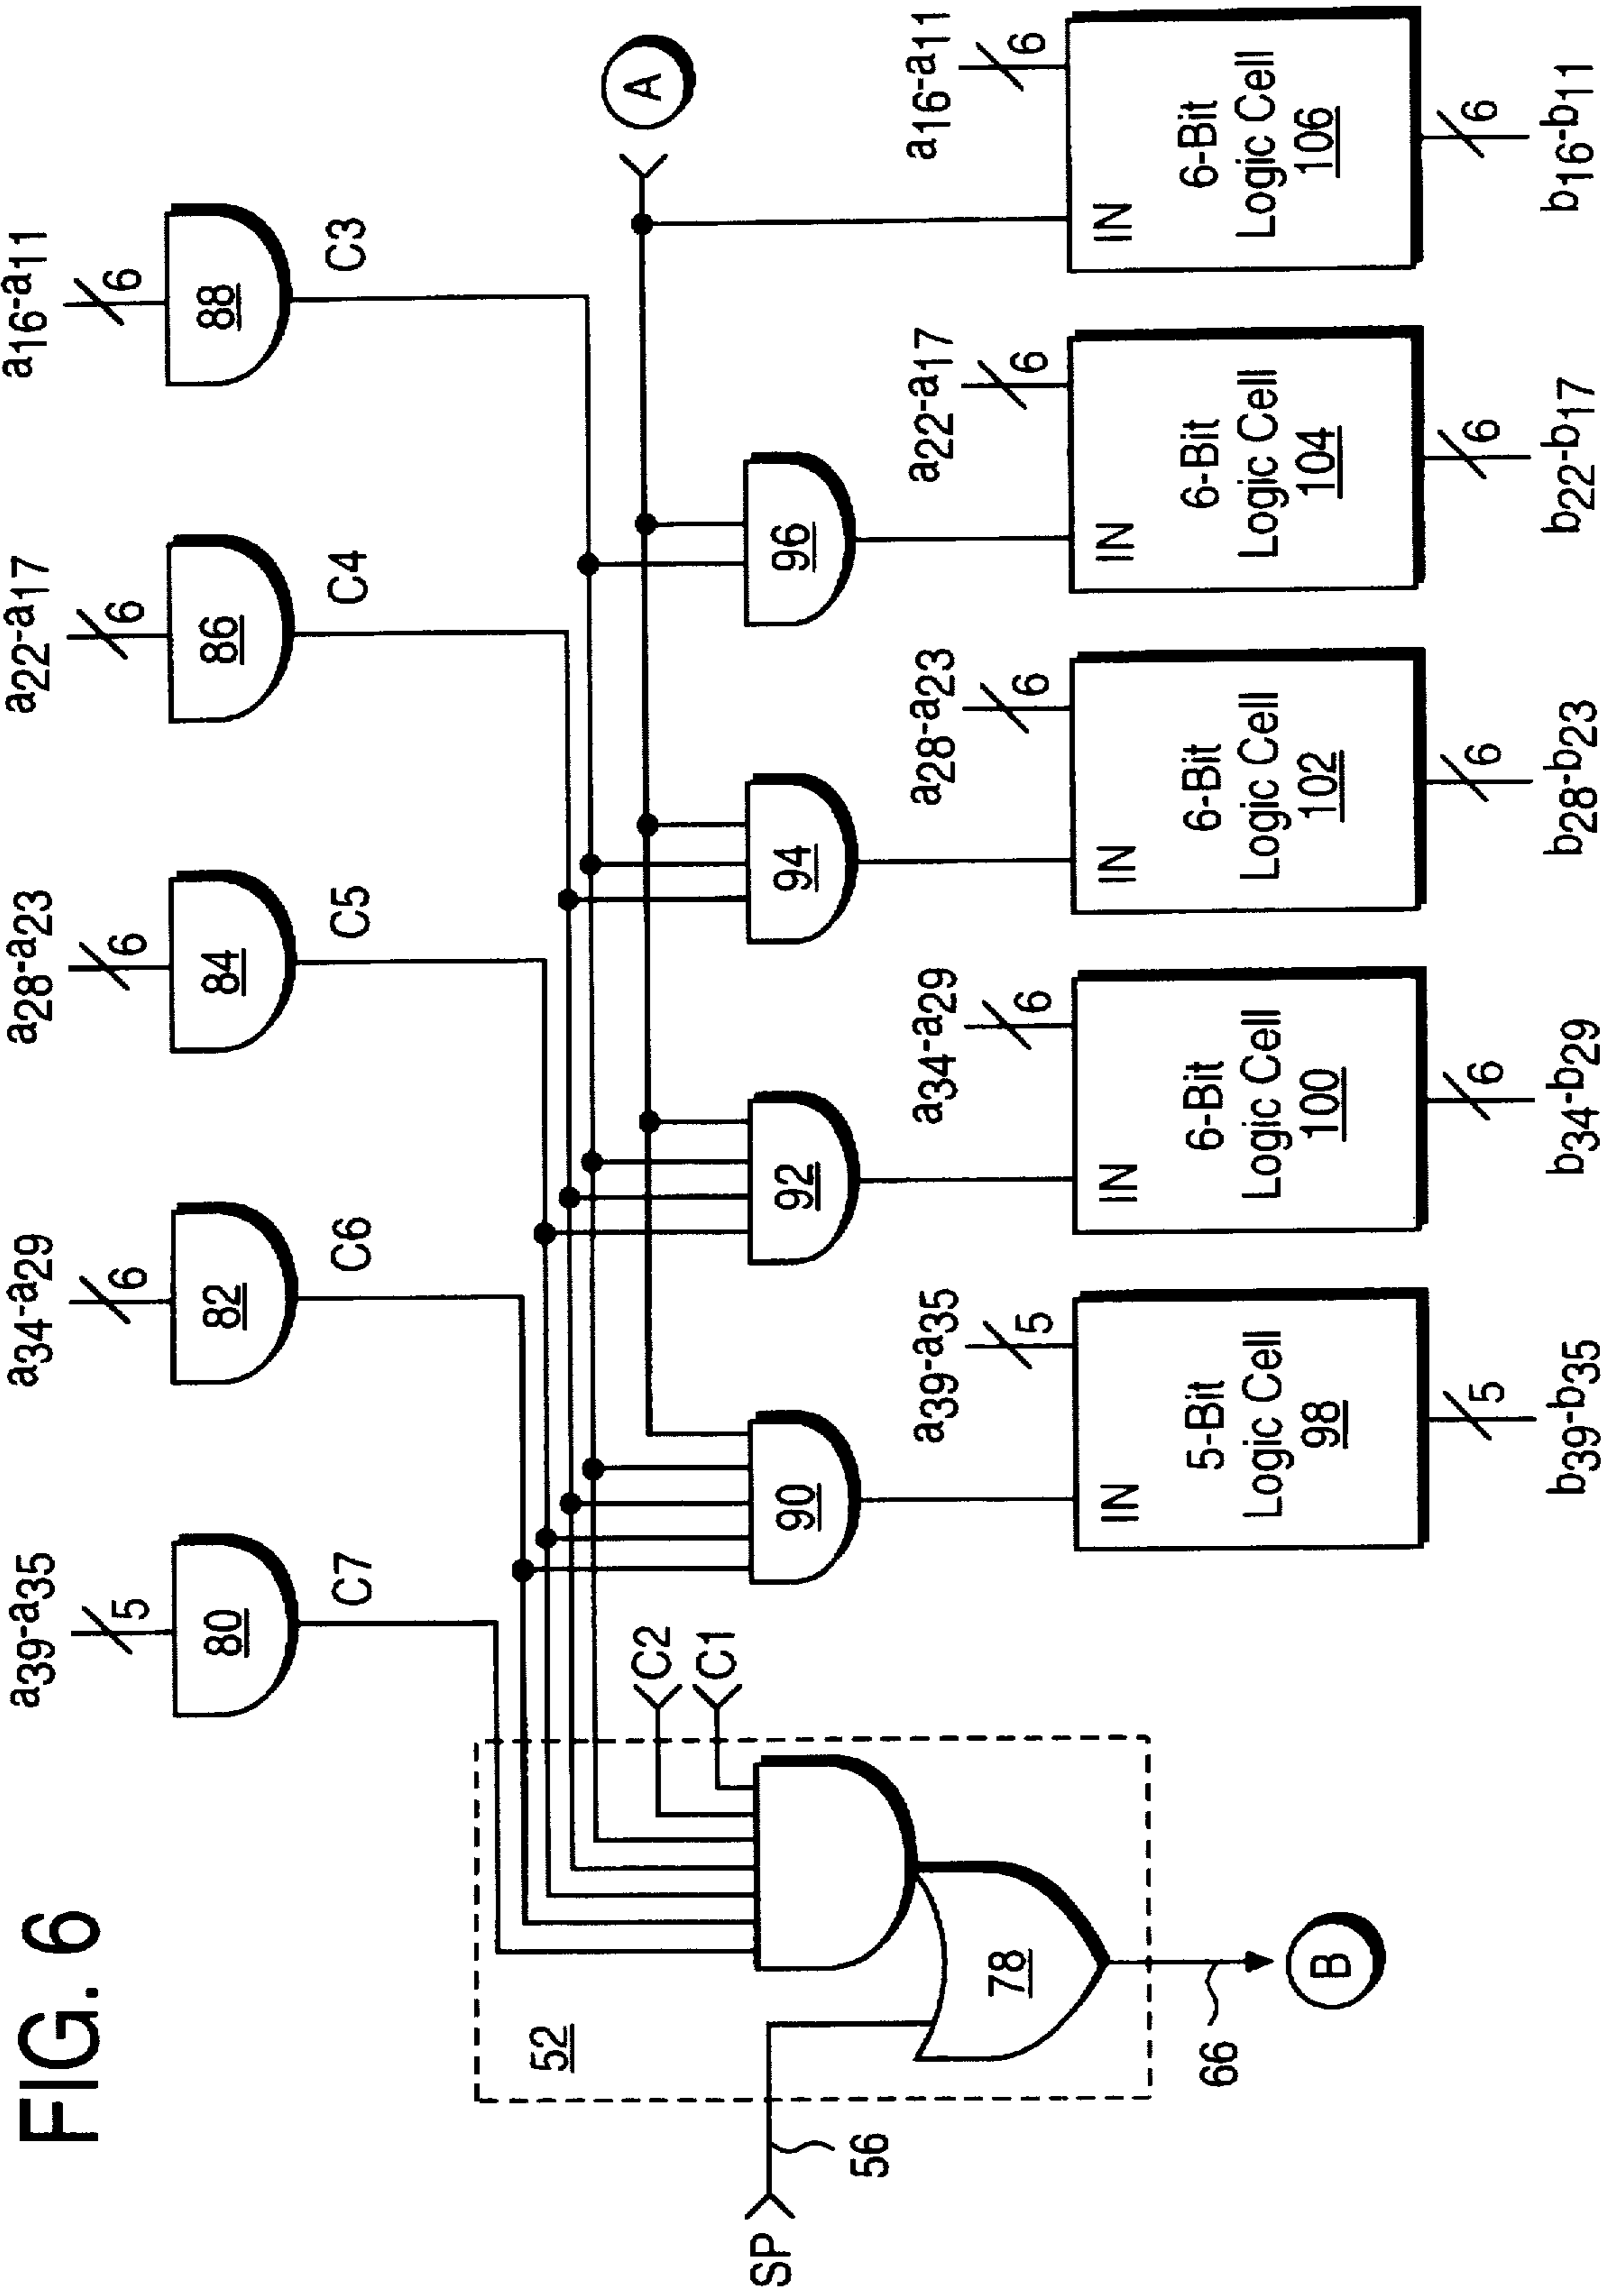 FIG. 6
a39-a35
a34-a29
a28-a23
a22-a17
a16-a11
5
6
6
6
6
80
82
84
86
88
C7
C6
C5
C4
C3
52
C2
C1
A
SP
56
78
66
B
90
92
94
96
a39-a35
a34-a29
a28-a23
a22-a17
a16-a11
5
6
6
6
6
IN
5-Bit
Logic Cell
98
IN
6-Bit
Logic Cell
100
IN
6-Bit
Logic Cell
102
IN
6-Bit
Logic Cell
104
IN
6-Bit
Logic Cell
106
5
6
6
6
6
b39-b35
b34-b29
b28-b23
b22-b17
b16-b11